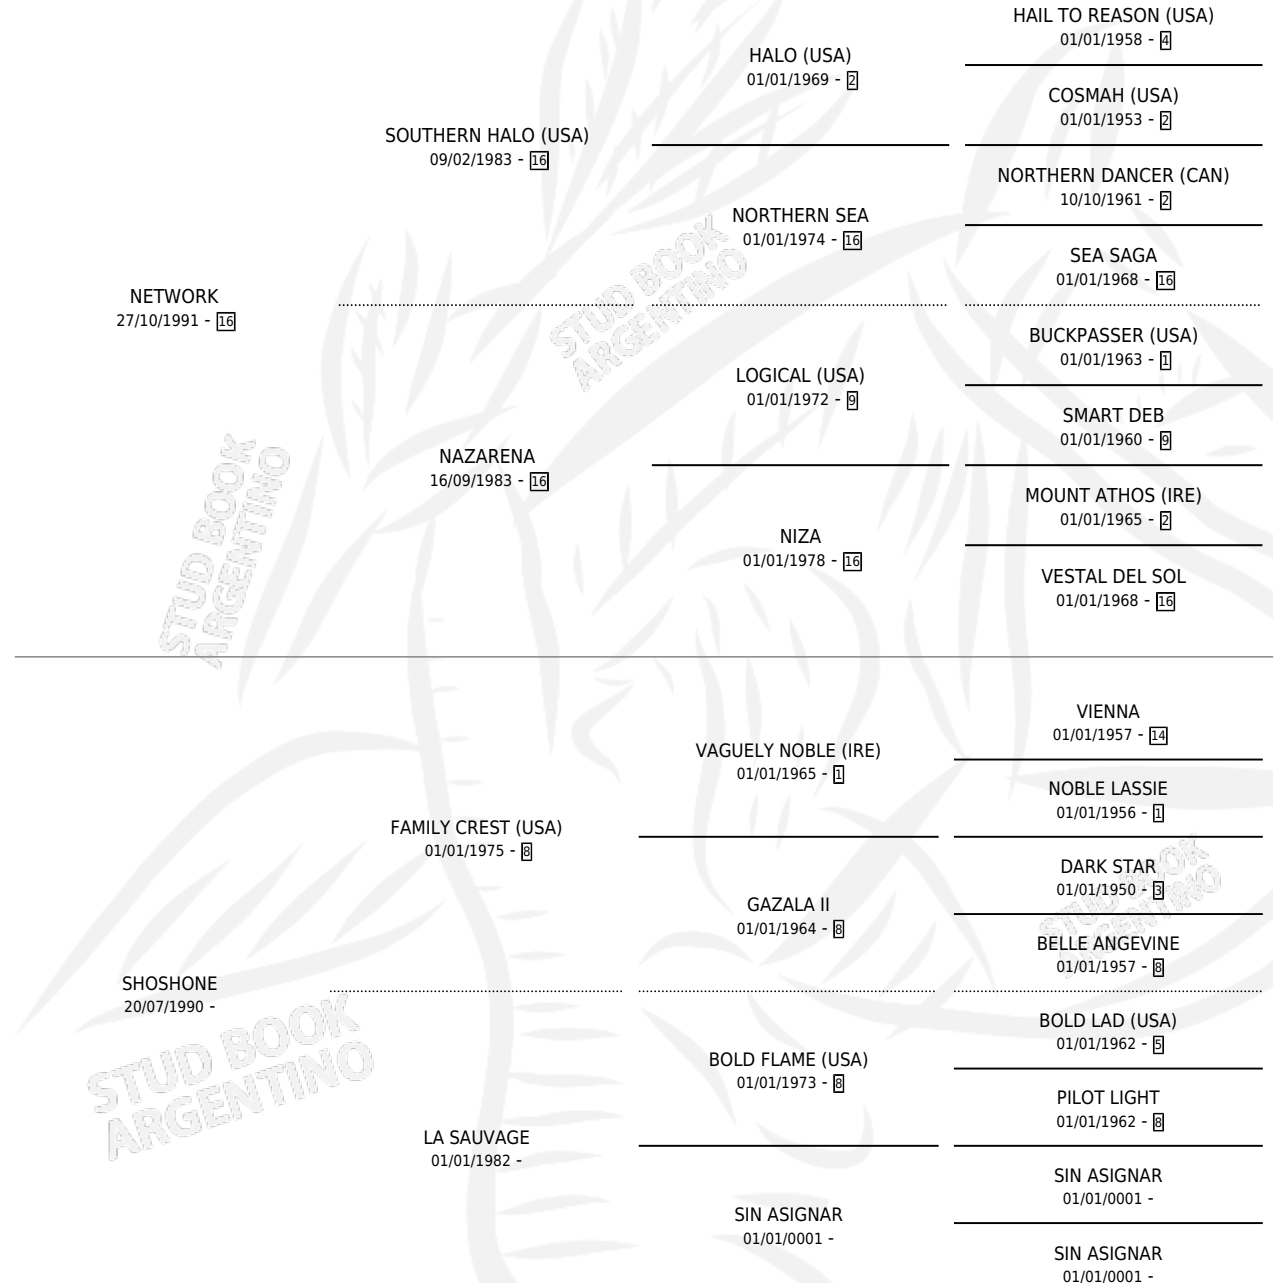 HAIL TO REASON (USA)
01/01/1958 - 4
HALO (USA)
01/01/1969 - 2
COSMAH (USA)
01/01/1953 - 2
SOUTHERN HALO (USA)
09/02/1983 - 16
NORTHERN DANCER (CAN)
10/10/1961 - 2
NORTHERN SEA
01/01/1974 - 16
SEA SAGA
01/01/1968 - 16
NETWORK
27/10/1991 - 16
BUCKPASSER (USA)
01/01/1963 - 1
LOGICAL (USA)
01/01/1972 - 9
SMART DEB
01/01/1960 - 9
NAZARENA
16/09/1983 - 16
MOUNT ATHOS (IRE)
01/01/1965 - 2
NIZA
01/01/1978 - 16
VESTAL DEL SOL
01/01/1968 - 16
VIENNA
01/01/1957 - 14
VAGUELY NOBLE (IRE)
01/01/1965 - 1
NOBLE LASSIE
01/01/1956 - 1
FAMILY CREST (USA)
01/01/1975 - 8
DARK STAR
01/01/1950 - 3
GAZALA II
01/01/1964 - 8
BELLE ANGEVINE
01/01/1957 - 8
SHOSHONE
20/07/1990 -
BOLD LAD (USA)
01/01/1962 - 5
BOLD FLAME (USA)
01/01/1973 - 8
PILOT LIGHT
01/01/1962 - 8
LA SAUVAGE
01/01/1982 -
SIN ASIGNAR
01/01/0001 -
SIN ASIGNAR
01/01/0001 -
SIN ASIGNAR
01/01/0001 -
STUD BOOK
ARGENTINO
STUD BOOK
ARGENTINO
STUD BOOK
ARGENTINO
STUD BOOK
ARGENTINO